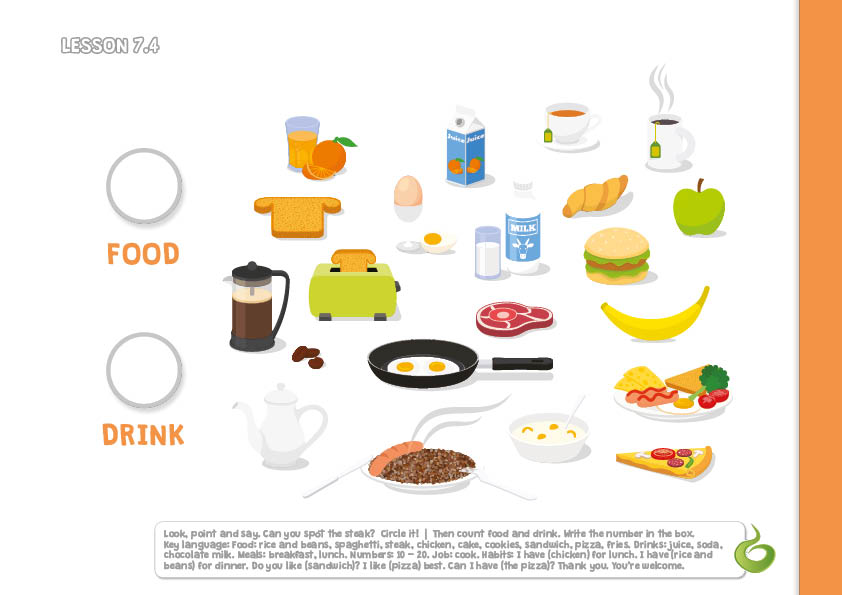 LESSON 7.4
Juice Juice
MILK
FOOD
DRINK
Look, point and say. Can you spot the steak? Circle it! | Then count food and drink. Write the number in the box.
Key language: Food: rice and beans, spaghetti, steak, chicken, cake, cookies, sandwich, pizza, fries. Drinks: juice, soda,
chocolate milk. Meals: breakfast, lunch. Numbers: 10 – 20. Job: cook. Habits: I have (chicken) for lunch. I have (rice and
beans) for dinner. Do you like (sandwich)? I like (pizza) best. Can I have (the pizza)? Thank you. You're welcome.